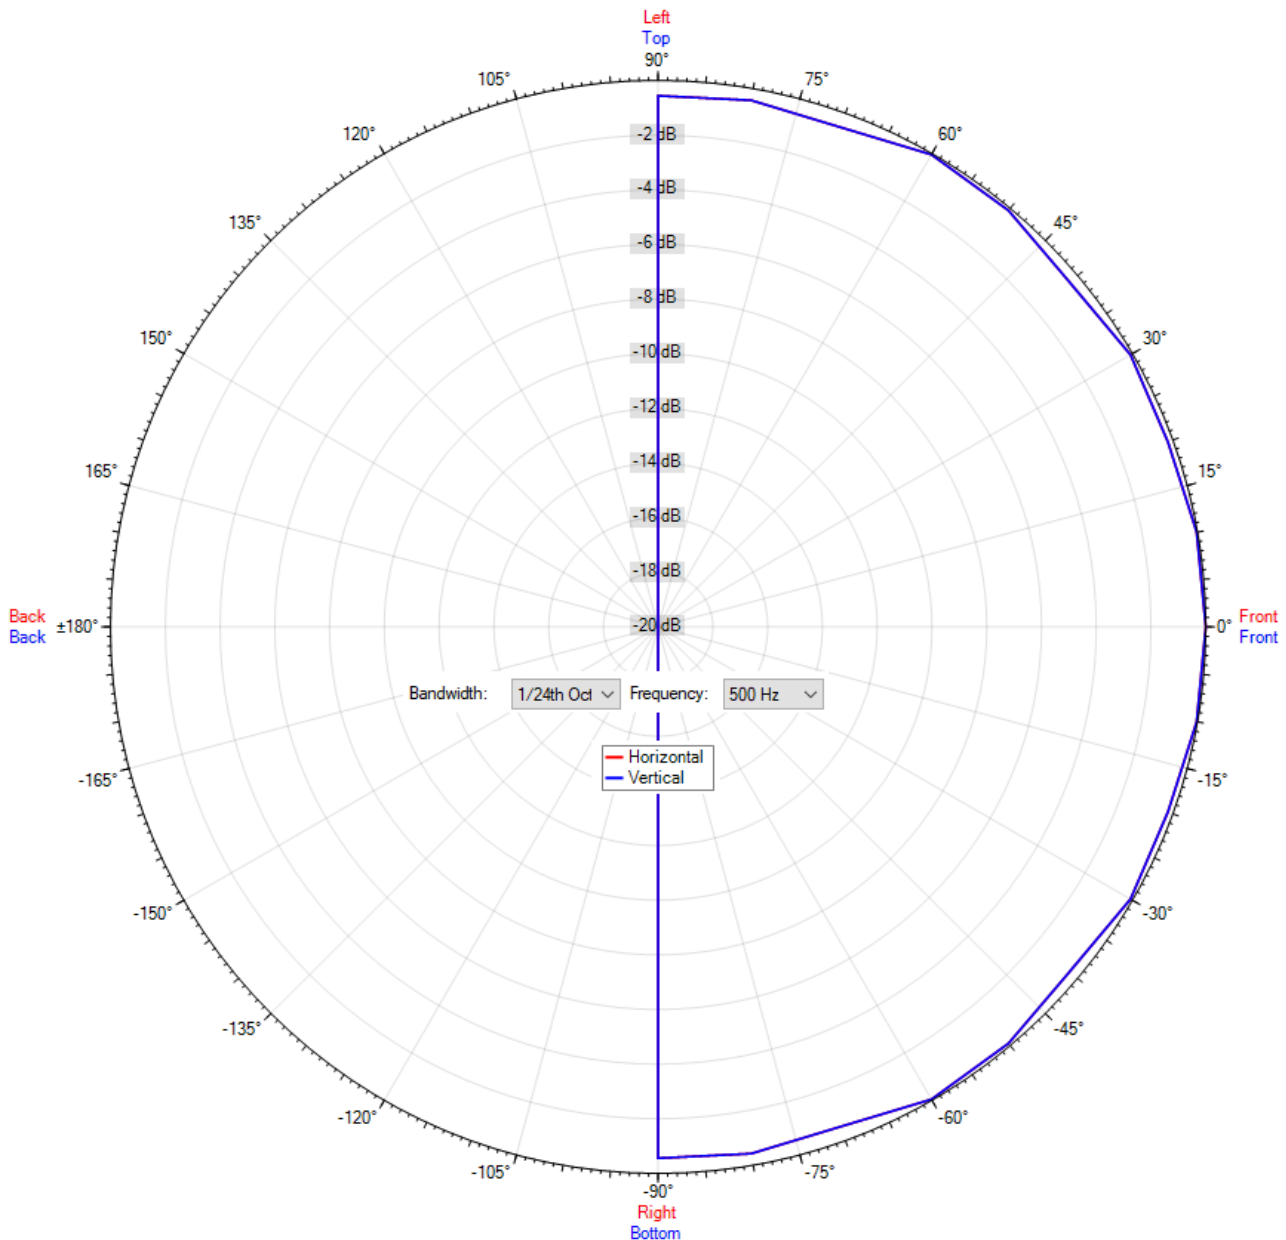 Left
Top
90°
105° 75°
120° 60°
-2 dB
-4 dB
135° 45°
-6 dB
-8 dB
150° 30°
-10 dB
-12 dB
-14 dB
165° 15°
-16 dB
-18 dB
Back ±180° -20 dB 0° Front
Back Front
Bandwidth: 1/24th Oct Frequency: 500 Hz
Horizontal
-165° Vertical -15°
-150° -30°
-135° -45°
-120° -60°
-105° -75°
-90°
Right
Bottom